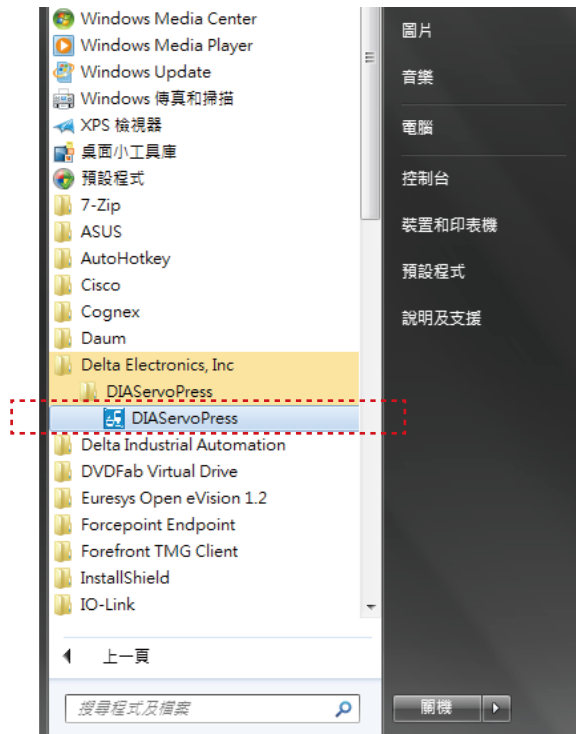 Windows Media Center
Windows Media Player
Windows Update
Windows 傳真和掃描
XPS 檢視器
桌面小工具庫
預設程式
7-Zip
ASUS
AutoHotkey
Cisco
Cognex
Daum
Delta Electronics, Inc
DIAServoPress
DIAServoPress
Delta Industrial Automation
DVDFab Virtual Drive
Euresys Open eVision 1.2
Forcepoint Endpoint
Forefront TMG Client
InstallShield
IO-Link
上一頁
搜尋程式及檔案
圖片
音樂
電腦
控制台
裝置和印表機
預設程式
說明及支援
關機